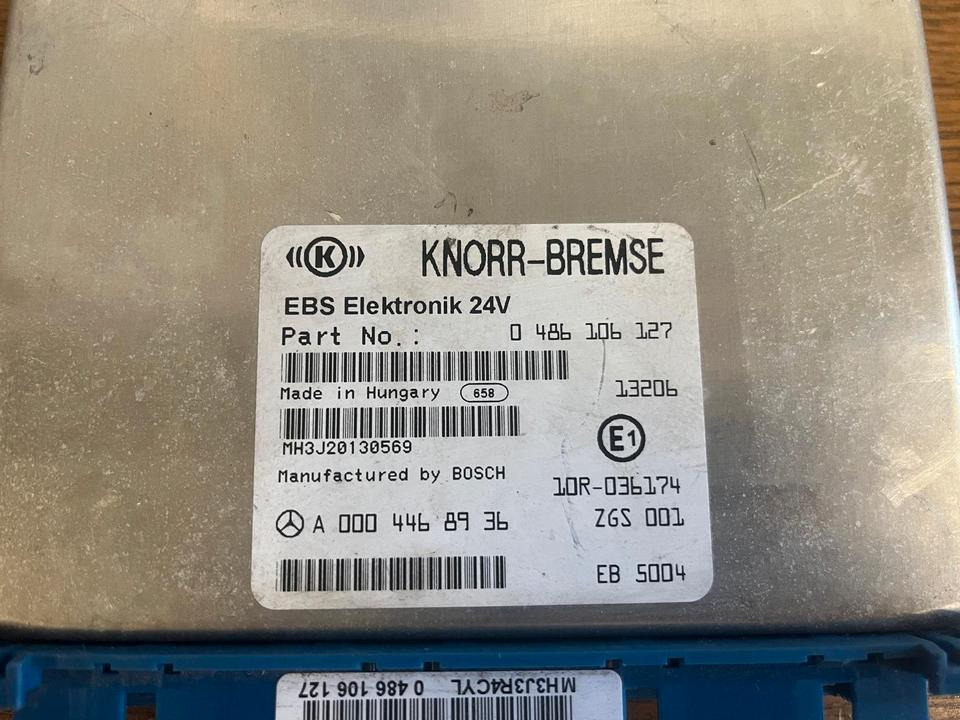 K KNORR-BREMSE
EBS Elektronik 24V
Part No.: 0 486 106 127
Made in Hungary 658 13206
MH3J20130569
E1
Manufactured by BOSCH
10R-036174
A 000 446 89 36
ZGS 001
EB 5004
MH3J3R4CYL 0 486 106 127